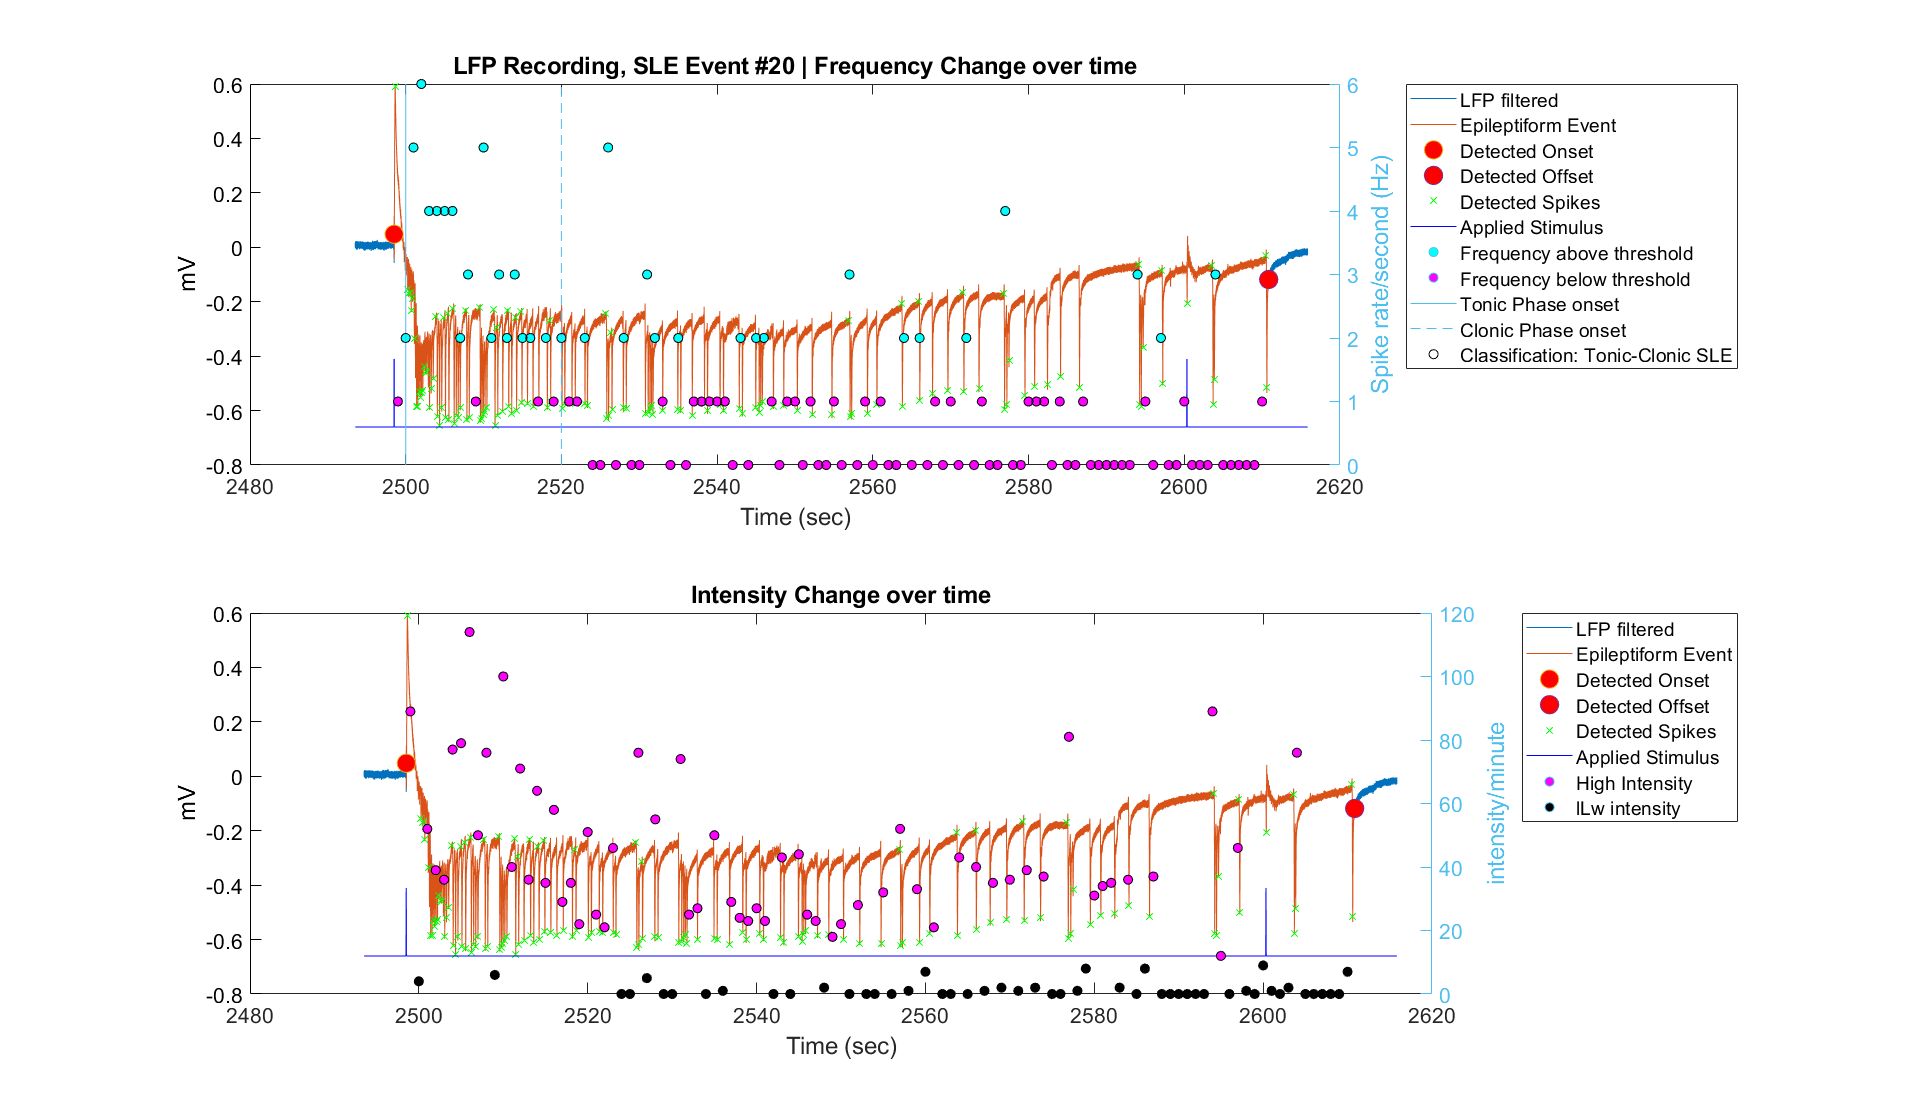 LFP Recording, SLE Event #20 | Frequency Change over time
0.6
0.4
0.2
0
-0.2
-0.4
-0.6
-0.8
mV
2480
2500
2520
2540
2560
2580
2600
2620
Time (sec)
6
5
4
3
2
1
0
Spike rate/second (Hz)
LFP filtered
Epileptiform Event
Detected Onset
Detected Offset
Detected Spikes
Applied Stimulus
Frequency above threshold
Frequency below threshold
Tonic Phase onset
Clonic Phase onset
Classification: Tonic-Clonic SLE
Intensity Change over time
0.6
0.4
0.2
0
-0.2
-0.4
-0.6
-0.8
mV
2480
2500
2520
2540
2560
2580
2600
2620
Time (sec)
120
100
80
60
40
20
0
intensity/minute
LFP filtered
Epileptiform Event
Detected Onset
Detected Offset
Detected Spikes
Applied Stimulus
High Intensity
lLw intensity